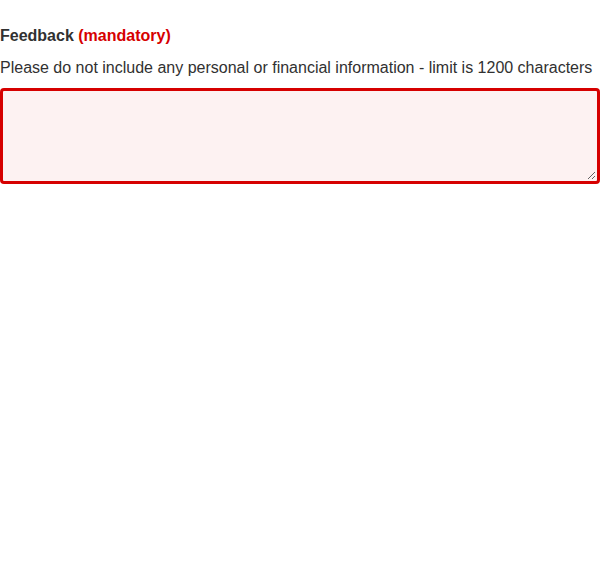 Feedback (mandatory)
Please do not include any personal or financial information - limit is 1200 characters